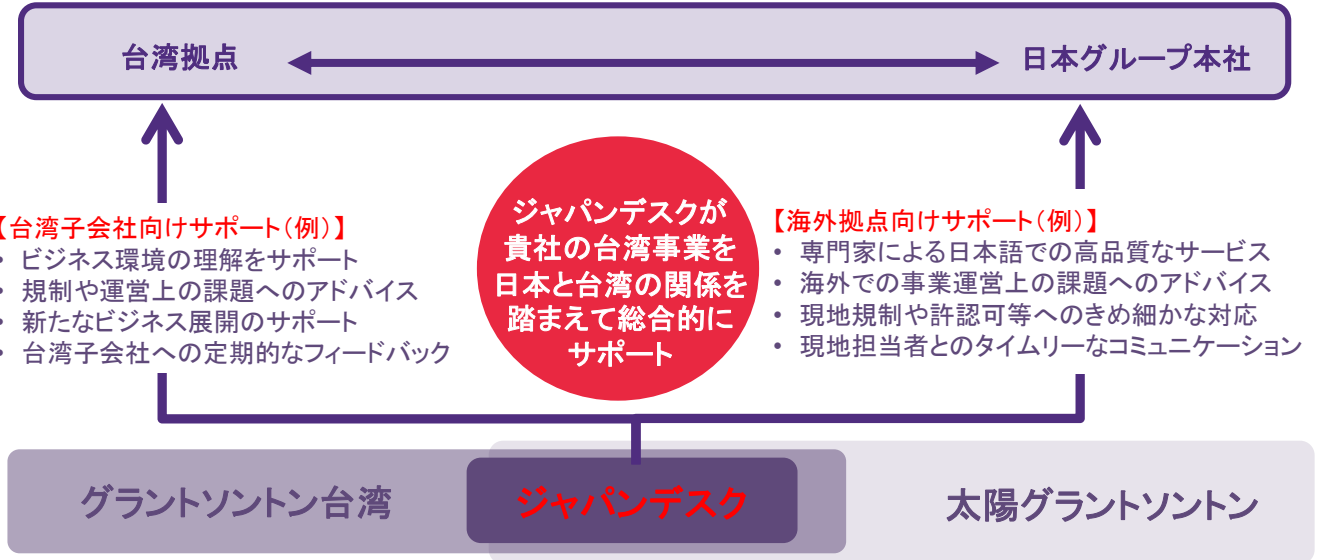 台湾拠点
日本グループ本社
【台湾子会社向けサポート（例）】
• ビジネス環境の理解をサポート
• 規制や運営上の課題へのアドバイス
• 新たなビジネス展開のサポート
• 台湾子会社への定期的なフィードバック
ジャパンデスクが
貴社の台湾事業を
日本と台湾の関係を
踏まえて総合的に
サポート
【海外拠点向けサポート（例）】
• 専門家による日本語での高品質なサービス
• 海外での事業運営上の課題へのアドバイス
• 現地規制や許認可等へのきめ細かな対応
• 現地担当者とのタイムリーなコミュニケーション
グラントソントン台湾
ジャパンデスク
太陽グラントソントン